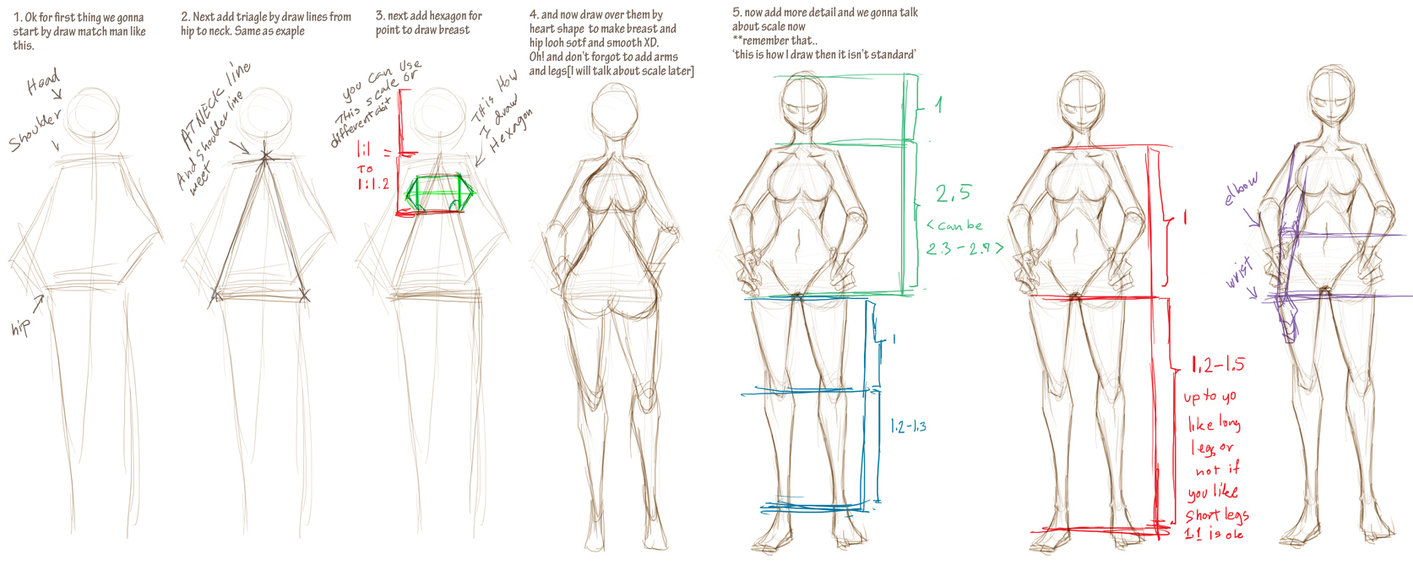 1. Ok for first thing we gonna
start by draw match man like
this.
Head
Shoulder
hip
2. Next add triagle by draw lines from
hip to neck. Same as exaple
AT NECK line
And Shoulder line
meet
3. next add hexagon for
point to draw breast
you can use
This scale or
different abit
1:1 =
TO
1:1.2
This is How
I draw
Hexagon
4. and now draw over them by
heart shape to make breast and
hip looh sotf and smooth XD.
Oh! and don't forgot to add arms
and legs[I will talk about scale later]
5. now add more detail and we gonna talk
about scale now
**remember that..
'this is how I draw then it isn't standard'
1
2.5
<can be
2.3-2.7>
1
1.2-1.3
1
1.2-1.5
up to yo
like long
leg, or
not if
you like
short legs
1.1 is ok
elbow
wrist